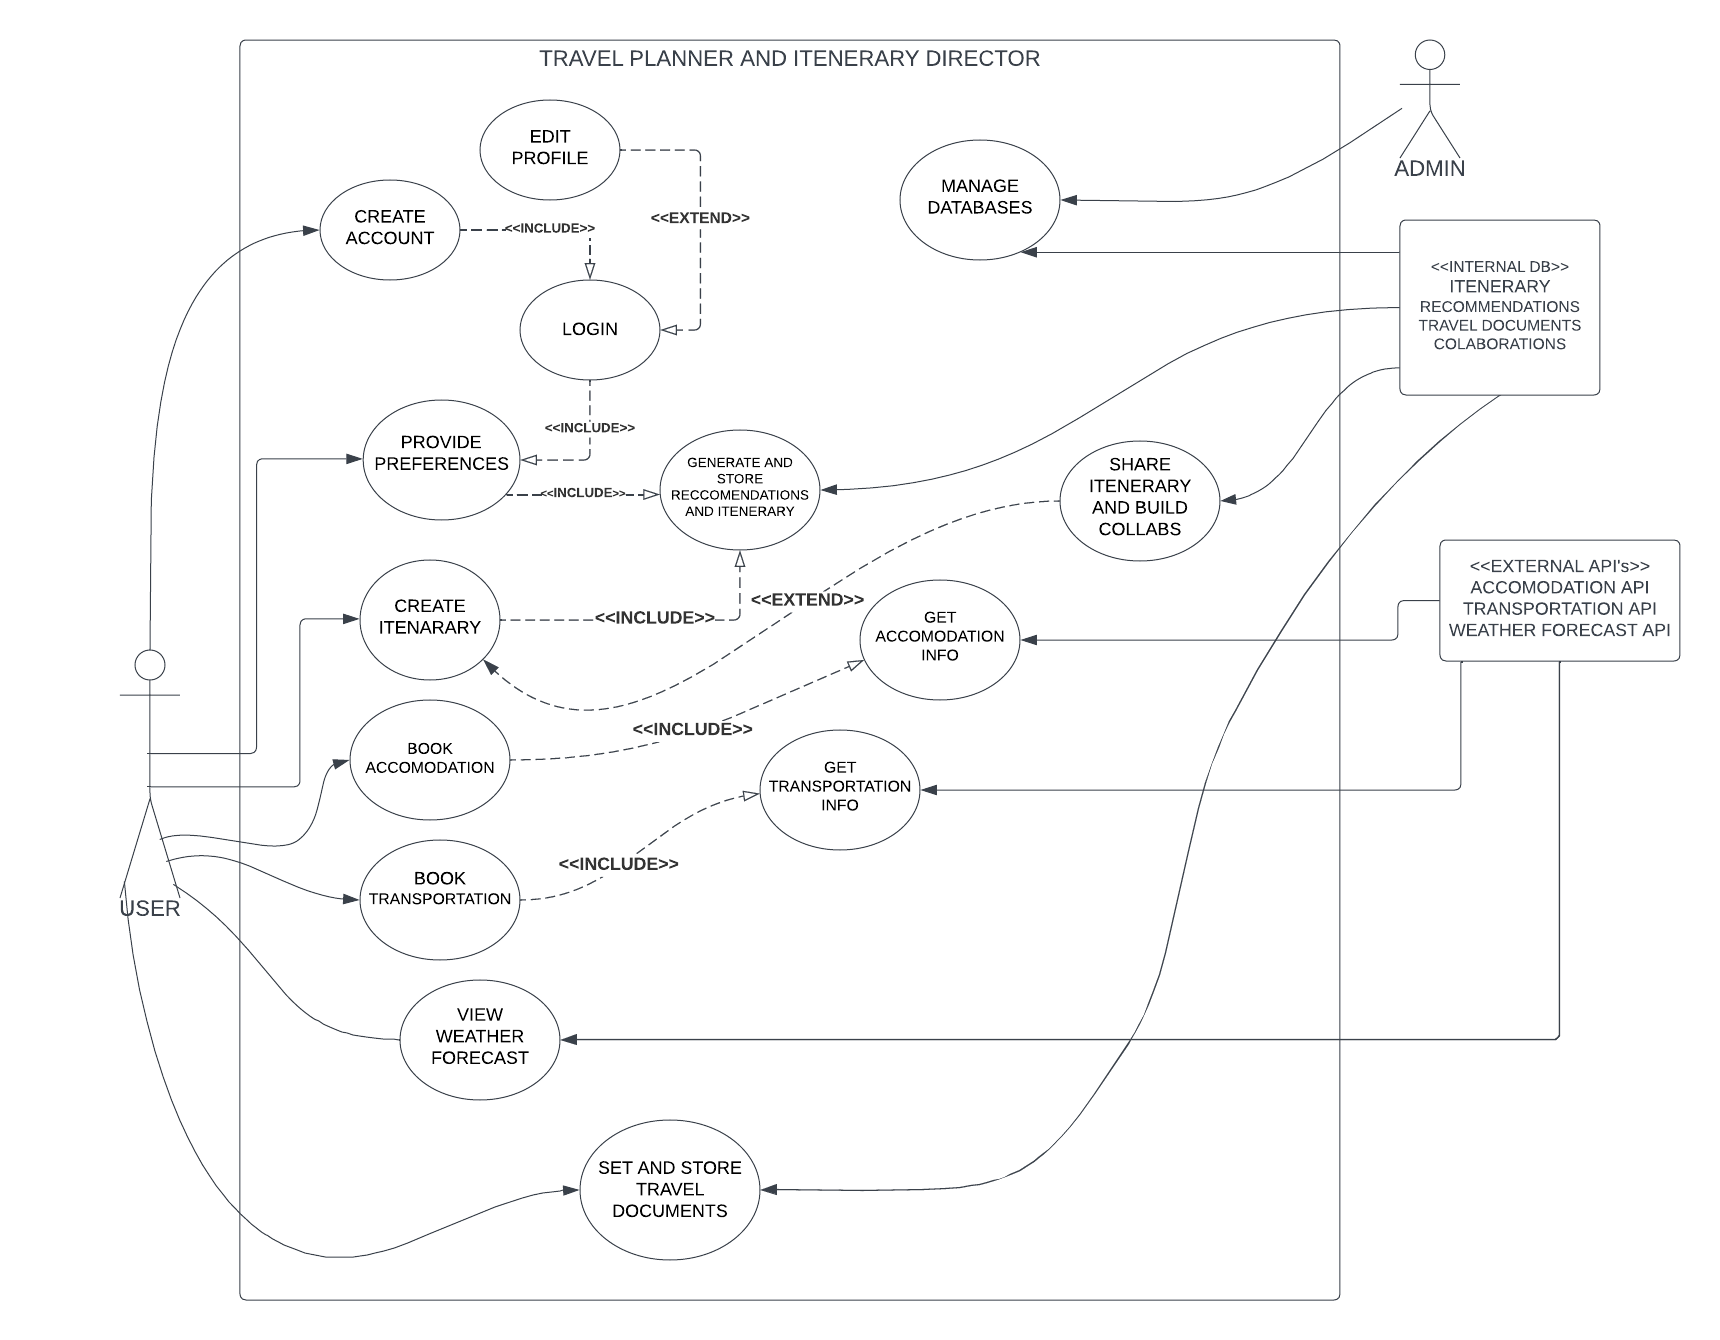 TRAVEL PLANNER AND ITENERARY DIRECTOR
EDIT
PROFILE
CREATE
ACCOUNT
<<INCLUDE>>
<<EXTEND>>
MANAGE
DATABASES
ADMIN
LOGIN
<<INTERNAL DB>>
ITENERARY
RECOMMENDATIONS
TRAVEL DOCUMENTS
COLABORATIONS
<<INCLUDE>>
PROVIDE
PREFERENCES
<<INCLUDE>>
GENERATE AND
STORE
RECCOMENDATIONS
AND ITENERARY
SHARE
ITENERARY
AND BUILD
COLLABS
CREATE
ITENARARY
<<INCLUDE>>
<<EXTEND>>
GET
ACCOMODATION
INFO
<<EXTERNAL API's>>
ACCOMODATION API
TRANSPORTATION API
WEATHER FORECAST API
BOOK
ACCOMODATION
<<INCLUDE>>
GET
TRANSPORTATION
INFO
BOOK
TRANSPORTATION
<<INCLUDE>>
USER
VIEW
WEATHER
FORECAST
SET AND STORE
TRAVEL
DOCUMENTS